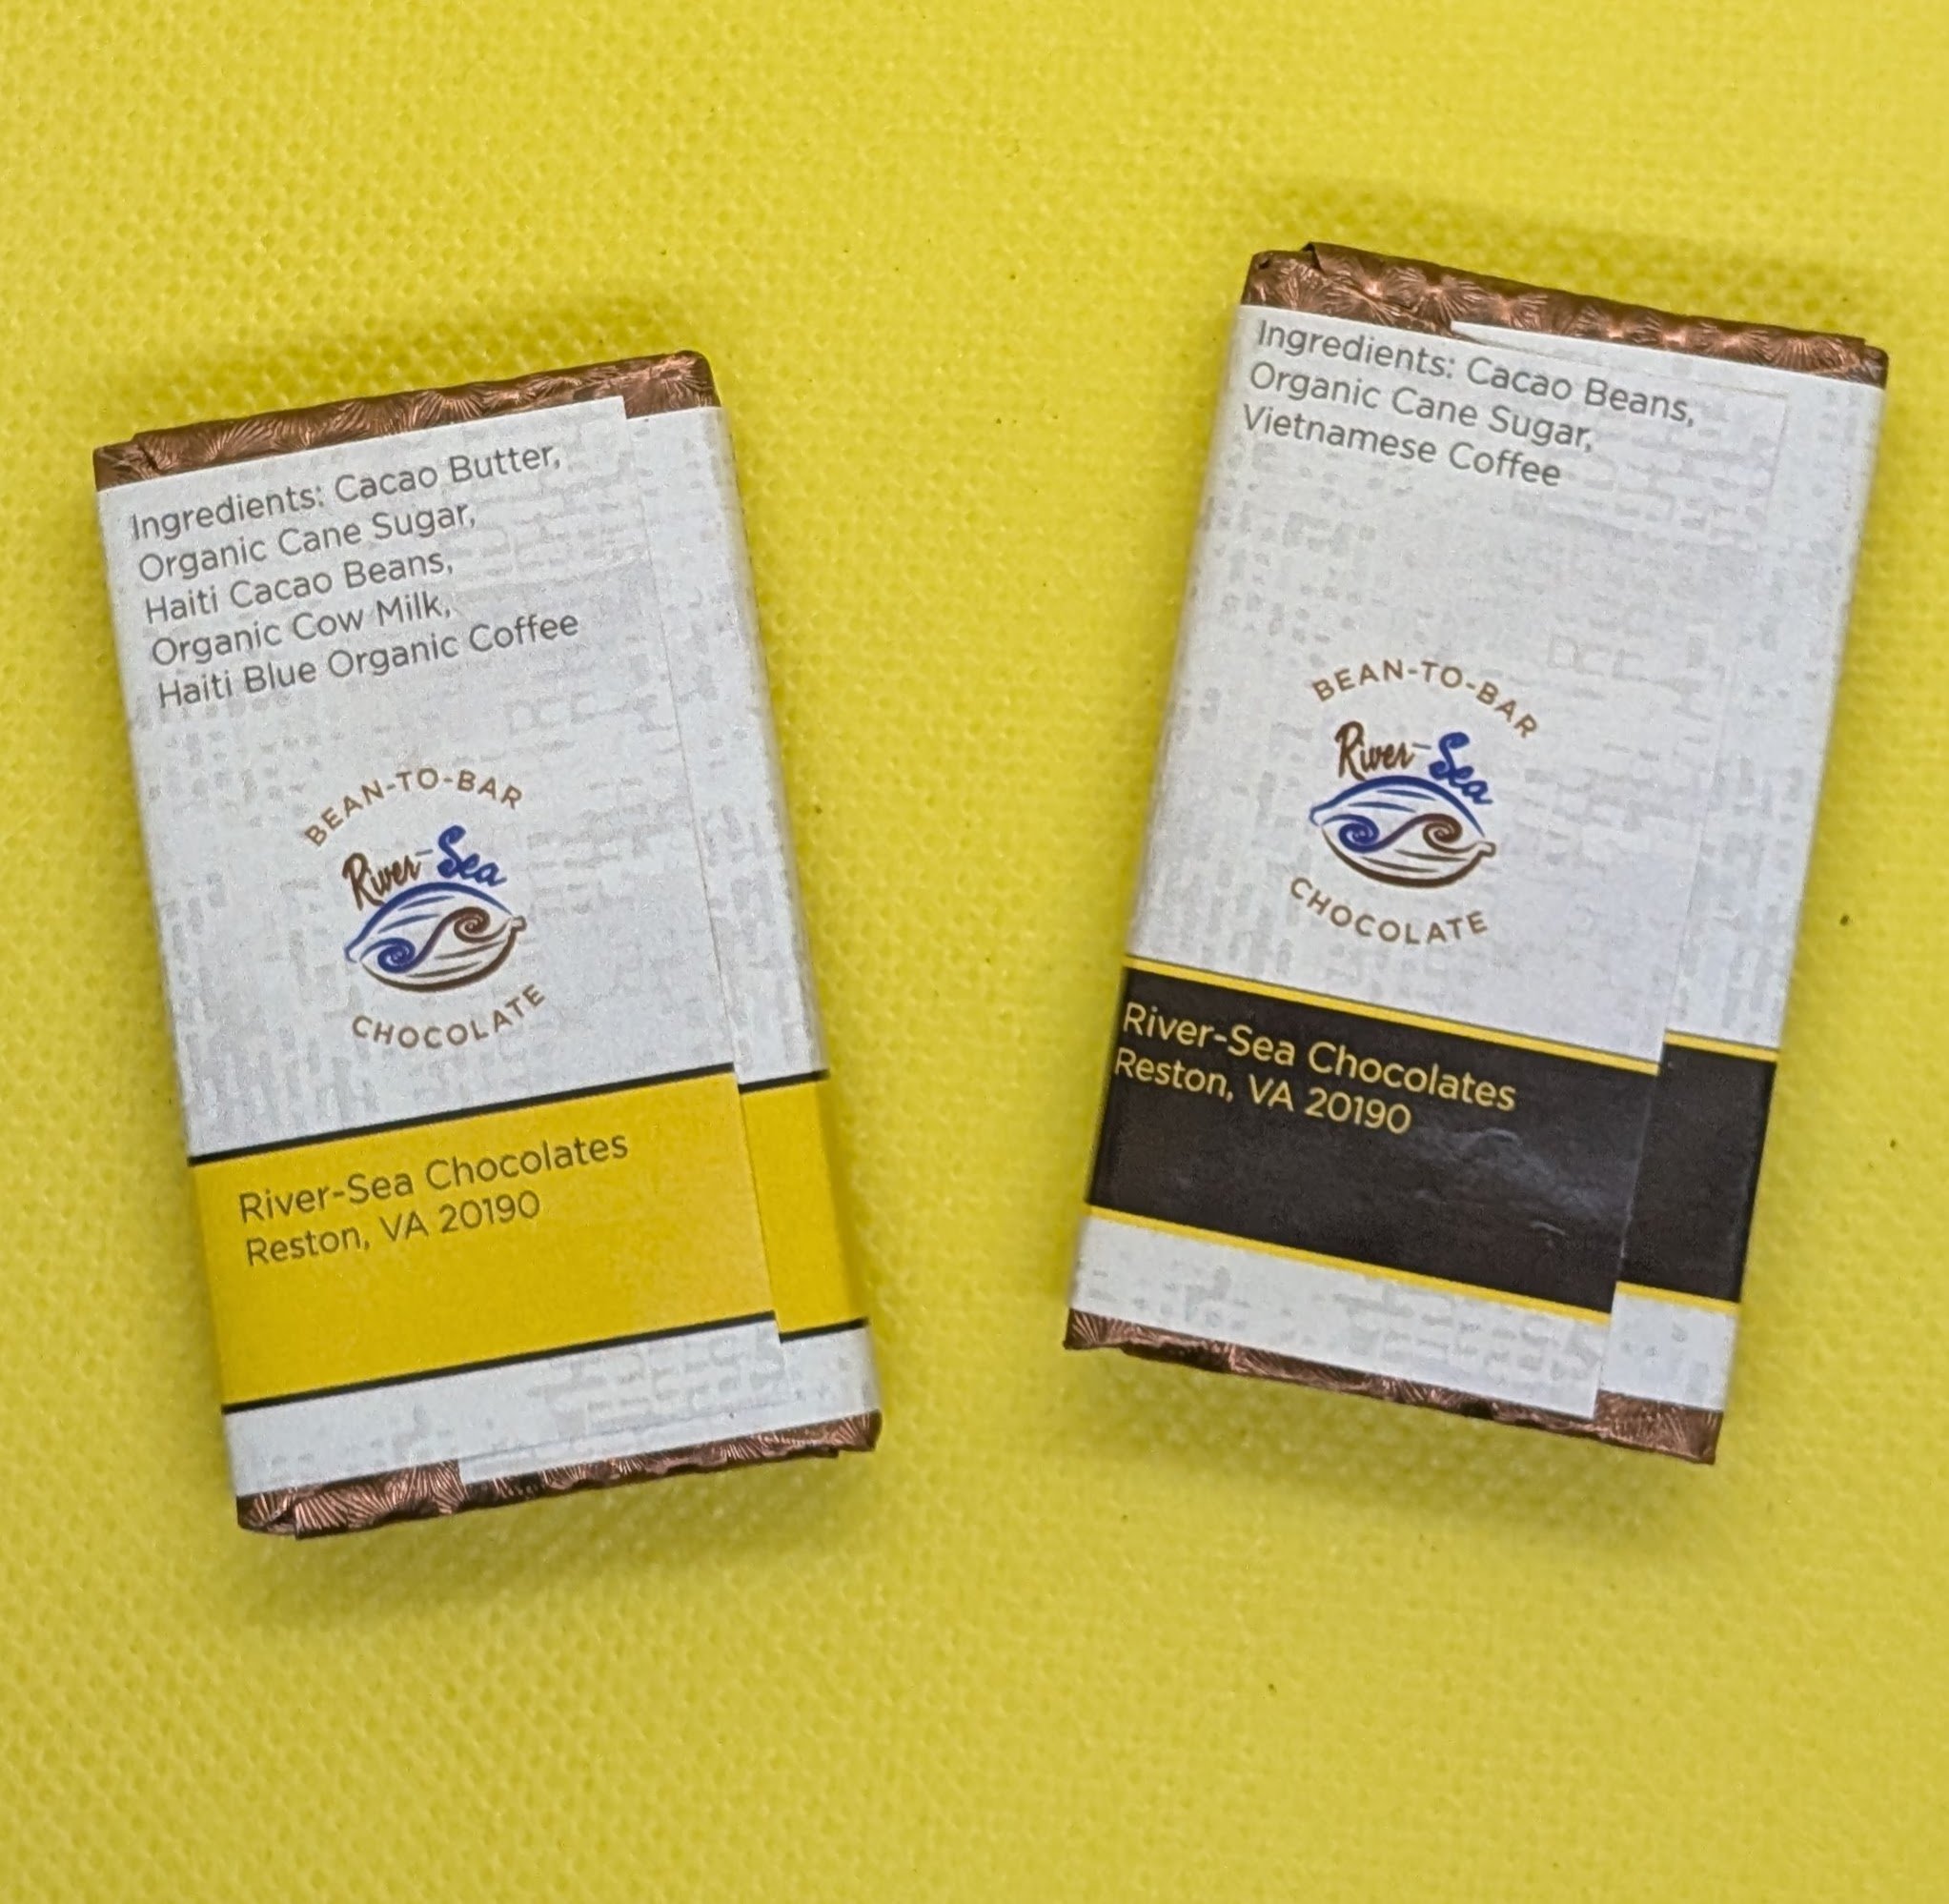 Ingredients: Cacao Butter,
Organic Cane Sugar,
Haiti Cacao Beans,
Organic Cow Milk,
Haiti Blue Organic Coffee
BEAN-TO-BAR
River-Sea
CHOCOLATE
River-Sea Chocolates
Reston, VA 20190
Ingredients: Cacao Beans,
Organic Cane Sugar,
Vietnamese Coffee
BEAN-TO-BAR
River-Sea
CHOCOLATE
River-Sea Chocolates
Reston, VA 20190